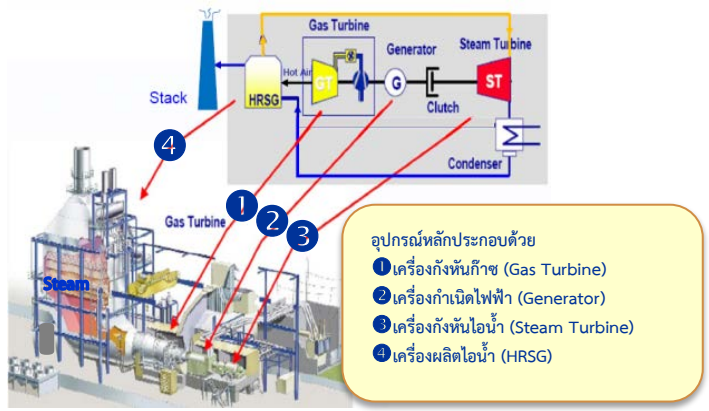 Gas Turbine
Generator
Steam Turbine
Hot Air
GT
G
ST
HRSG
Clutch
Stack
Condenser
4
1
2
3
Gas Turbine
Steam
อุปกรณ์หลักประกอบด้วย
❶เครื่องกังหันก๊าซ (Gas Turbine)
❷เครื่องกำเนิดไฟฟ้า (Generator)
❸เครื่องกังหันไอน้ำ (Steam Turbine)
❹เครื่องผลิตไอน้ำ (HRSG)